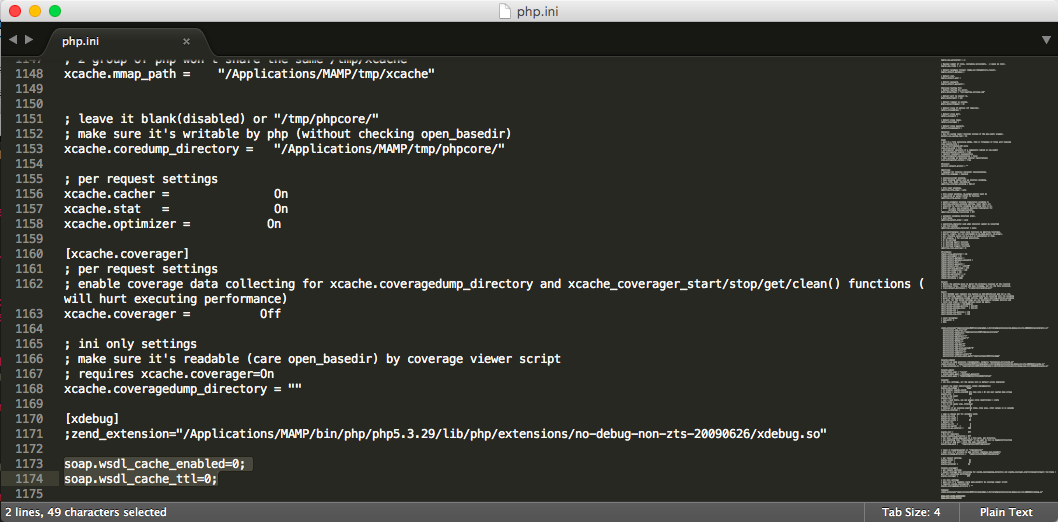 php.ini
php.ini
1147 ; 2 group of php won't share the same /tmp/xcache
1148 xcache.mmap_path =    "/Applications/MAMP/tmp/xcache"
1149
1150
1151 ; leave it blank(disabled) or "/tmp/phpcore/"
1152 ; make sure it's writable by php (without checking open_basedir)
1153 xcache.coredump_directory =   "/Applications/MAMP/tmp/phpcore/"
1154
1155 ; per request settings
1156 xcache.cacher =               On
1157 xcache.stat   =               On
1158 xcache.optimizer =           On
1159
1160 [xcache.coverager]
1161 ; per request settings
1162 ; enable coverage data collecting for xcache.coveragedump_directory and xcache_coverager_start/stop/get/clean() functions (
will hurt executing performance)
1163 xcache.coverager =          Off
1164
1165 ; ini only settings
1166 ; make sure it's readable (care open_basedir) by coverage viewer script
1167 ; requires xcache.coverager=On
1168 xcache.coveragedump_directory = ""
1169
1170 [xdebug]
1171 ;zend_extension="/Applications/MAMP/bin/php/php5.3.29/lib/php/extensions/no-debug-non-zts-20090626/xdebug.so"
1172
1173 soap.wsdl_cache_enabled=0;
1174 soap.wsdl_cache_ttl=0;
1175
2 lines, 49 characters selected
Tab Size: 4
Plain Text